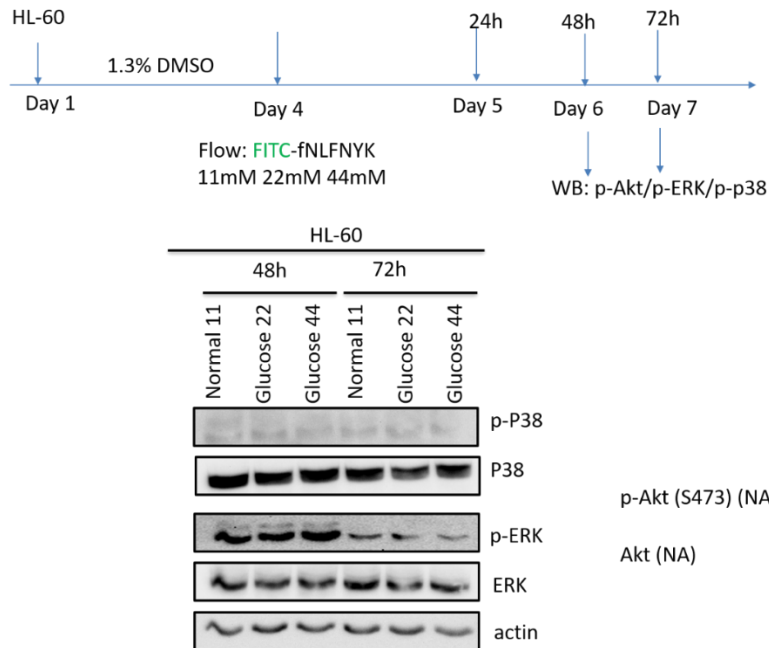 HL-60
24h 48h 72h
1.3% DMSO
Day 1 Day 4 Day 5 Day 6 Day 7
Flow: FITC-fNLFNYK
11mM 22mM 44mM
WB: p-Akt/p-ERK/p-p38
HL-60
48h 72h
Normal 11 Glucose 22 Glucose 44 Normal 11 Glucose 22 Glucose 44
p-P38
P38
p-Akt (S473) (NA
p-ERK
Akt (NA)
ERK
actin